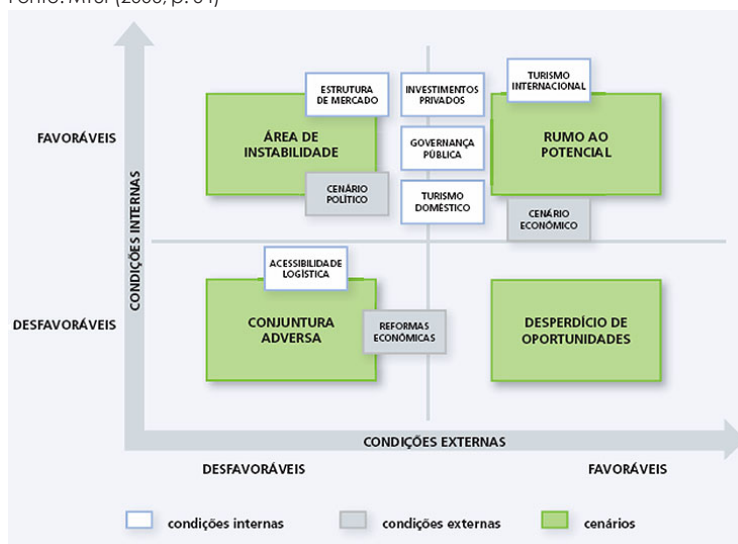 ESTRUTURA
DE MERCADO
INVESTIMENTOS
PRIVADOS
TURISMO
INTERNACIONAL
FAVORÁVEIS
ÁREA DE
INSTABILIDADE
GOVERNANÇA
PÚBLICA
RUMO AO
POTENCIAL
CENÁRIO
POLÍTICO
TURISMO
DOMÉSTICO
CENÁRIO
ECONÔMICO
CONDIÇÕES INTERNAS
ACESSIBILIDADE
LOGÍSTICA
DESFAVORÁVEIS
CONJUNTURA
ADVERSA
REFORMAS
ECONÔMICAS
DESPERDÍCIO DE
OPORTUNIDADES
CONDIÇÕES EXTERNAS
DESFAVORÁVEIS
FAVORÁVEIS
condições internas
condições externas
cenários